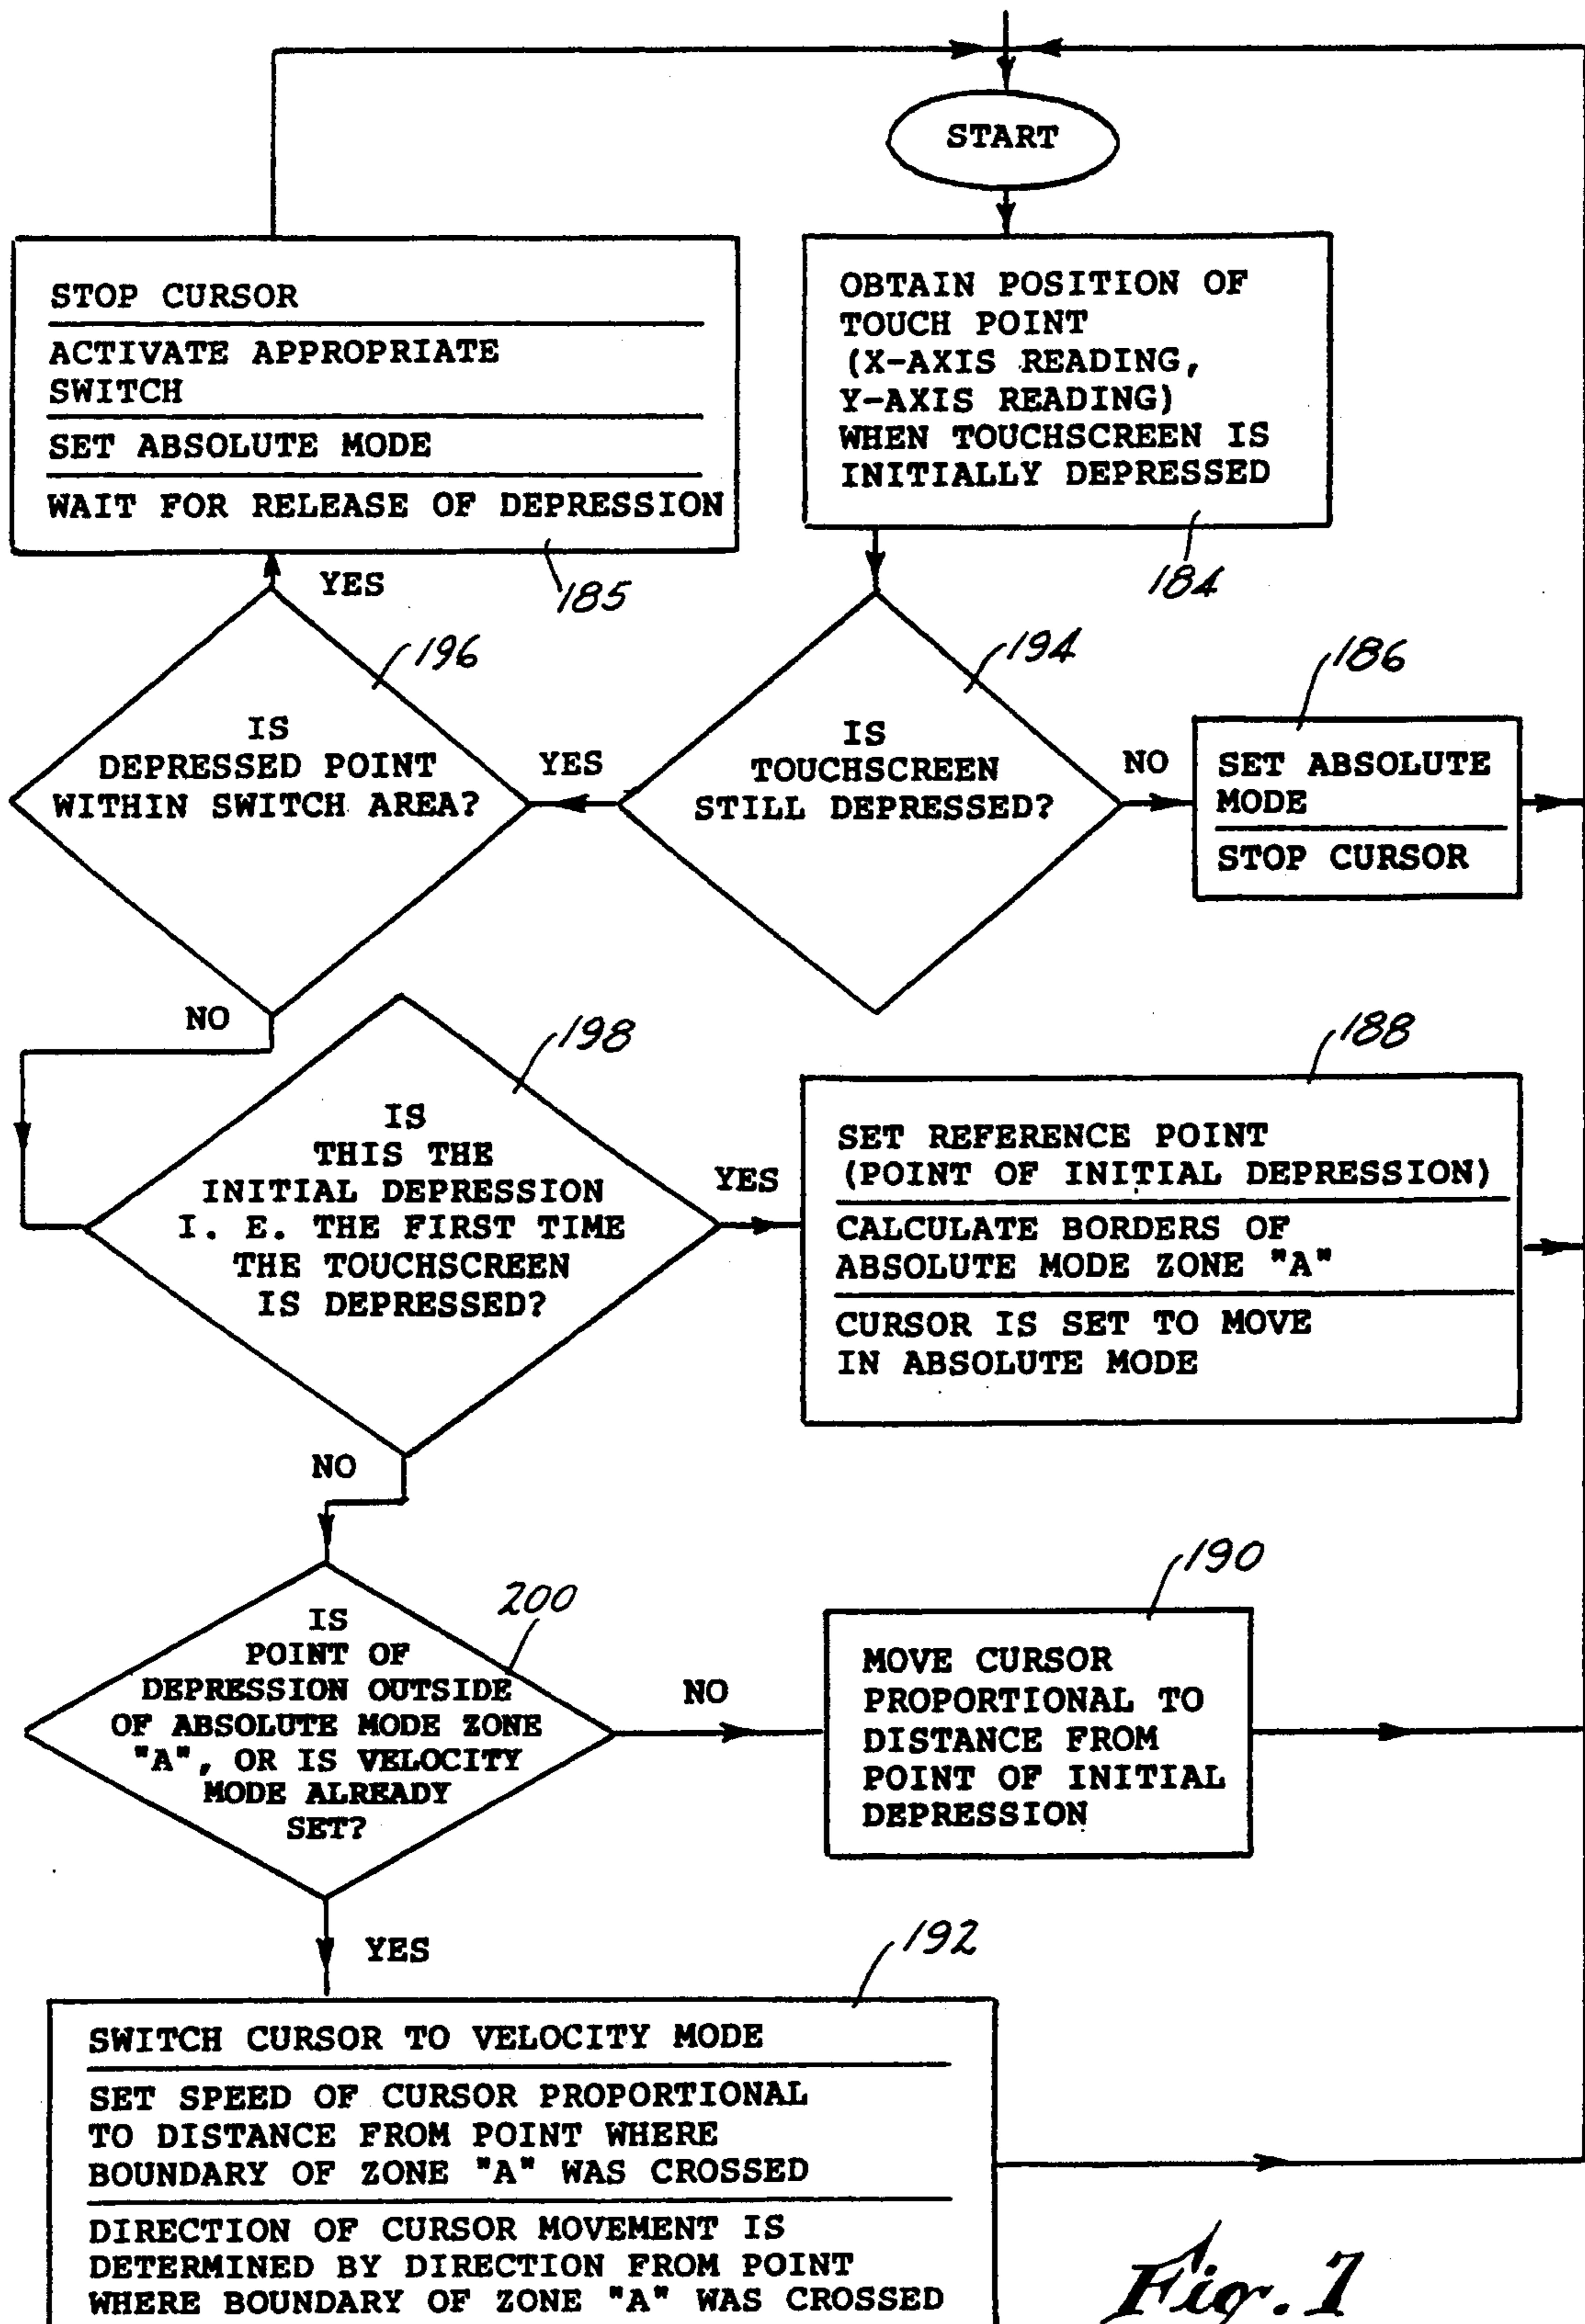 START
STOP CURSOR
ACTIVATE APPROPRIATE
SWITCH
SET ABSOLUTE MODE
WAIT FOR RELEASE OF DEPRESSION
185
OBTAIN POSITION OF
TOUCH POINT
(X-AXIS READING,
Y-AXIS READING)
WHEN TOUCHSCREEN IS
INITIALLY DEPRESSED
184
YES
196
IS
DEPRESSED POINT
WITHIN SWITCH AREA?
YES
194
IS
TOUCHSCREEN
STILL DEPRESSED?
NO
186
SET ABSOLUTE
MODE
STOP CURSOR
NO
198
IS
THIS THE
INITIAL DEPRESSION
I. E. THE FIRST TIME
THE TOUCHSCREEN
IS DEPRESSED?
YES
188
SET REFERENCE POINT
(POINT OF INITIAL DEPRESSION)
CALCULATE BORDERS OF
ABSOLUTE MODE ZONE "A"
CURSOR IS SET TO MOVE
IN ABSOLUTE MODE
NO
200
IS
POINT OF
DEPRESSION OUTSIDE
OF ABSOLUTE MODE ZONE
"A", OR IS VELOCITY
MODE ALREADY
SET?
NO
190
MOVE CURSOR
PROPORTIONAL TO
DISTANCE FROM
POINT OF INITIAL
DEPRESSION
YES
192
SWITCH CURSOR TO VELOCITY MODE
SET SPEED OF CURSOR PROPORTIONAL
TO DISTANCE FROM POINT WHERE
BOUNDARY OF ZONE "A" WAS CROSSED
DIRECTION OF CURSOR MOVEMENT IS
DETERMINED BY DIRECTION FROM POINT
WHERE BOUNDARY OF ZONE "A" WAS CROSSED
Fig. 7